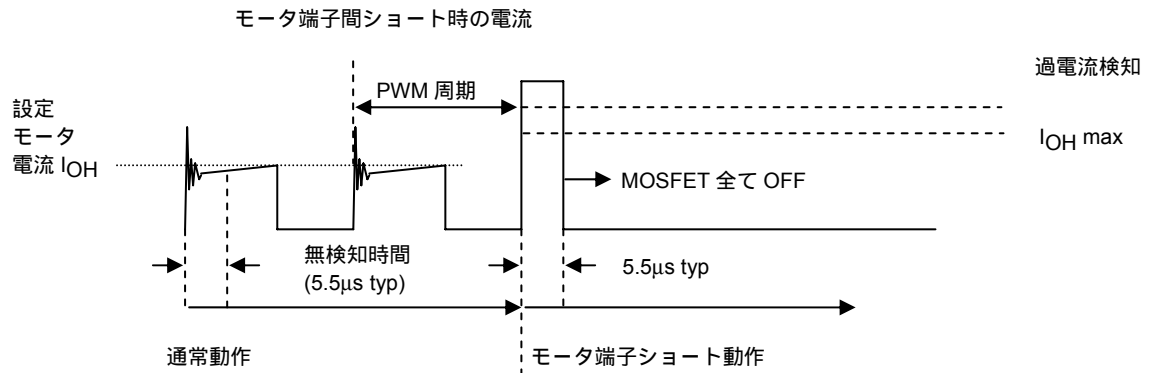 モータ端子間ショート時の電流
過電流検知
PWM 周期
設定
モータ
電流 IOH
IOH max
MOSFET 全て OFF
無検知時間
(5.5μs typ)
5.5μs typ
通常動作
モータ端子ショート動作